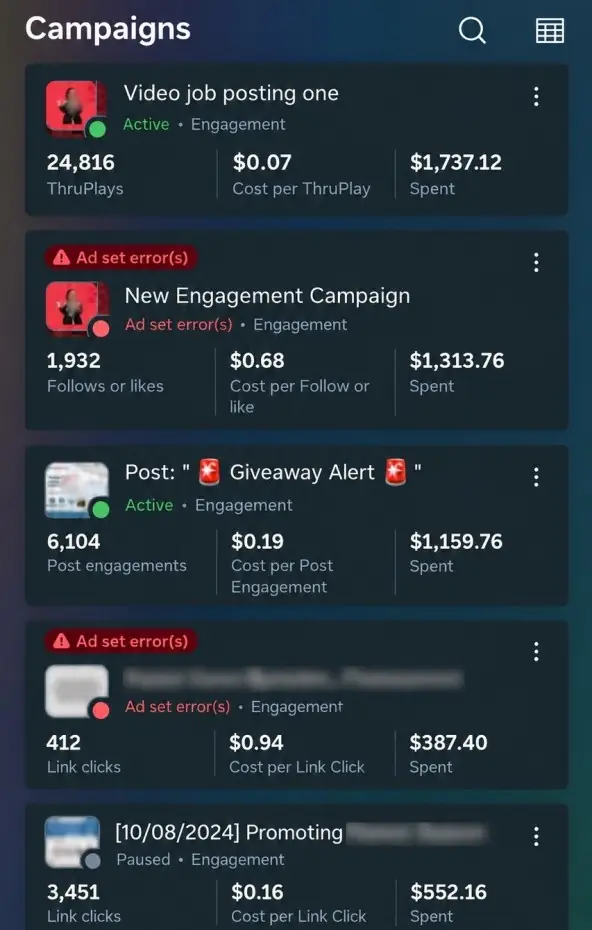 Campaigns
Video job posting one
Active • Engagement
24,816 $0.07 $1,737.12
ThruPlays Cost per ThruPlay Spent
Ad set error(s)
New Engagement Campaign
Ad set error(s) • Engagement
1,932 $0.68 $1,313.76
Follows or likes Cost per Follow or Spent
like
Post: " 🚨 Giveaway Alert 🚨 "
Active • Engagement
6,104 $0.19 $1,159.76
Post engagements Cost per Post Spent
Engagement
Ad set error(s)
Ad set error(s) • Engagement
412 $0.94 $387.40
Link clicks Cost per Link Click Spent
[10/08/2024] Promoting
Paused • Engagement
3,451 $0.16 $552.16
Link clicks Cost per Link Click Spent